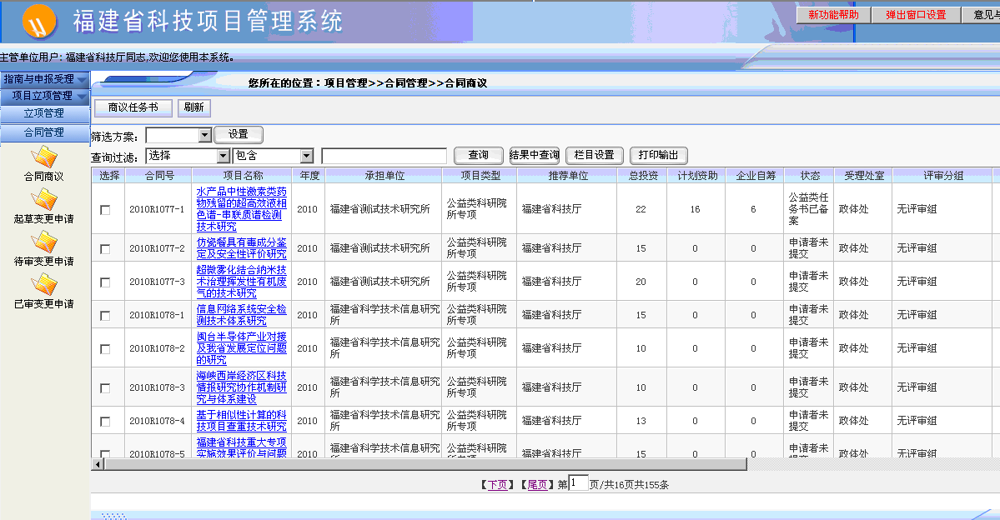 福建省科技项目管理系统
新功能帮助 弹出窗口设置 意见与
主管单位用户: 福建省科技厅同志,欢迎您使用本系统。
指南与申报受理
项目立项管理
立项管理
合同管理
合同商议
起草变更申请
待审变更申请
已审变更申请
您所在的位置：项目管理>>合同管理>>合同商议
商议任务书 刷新
筛选方案: 设置
查询过滤: 选择 包含 查询 结果中查询 栏目设置 打印输出
选择 合同号 项目名称 年度 承担单位 项目类型 推荐单位 总投资 计划资助 企业自筹 状态 受理处室 评审分组
2010R1077-1
水产品中性激素类药
物残留的超高效液相
色谱-串联质谱检测
技术研究
2010 福建省测试技术研究所
公益类科研院
所专项
福建省科技厅 22 16 6
公益类任
务书已备
案
政体处 无评审组
2010R1077-2
仿瓷餐具有毒成分鉴
定及安全性评价研究
2010 福建省测试技术研究所
公益类科研院
所专项
福建省科技厅 15 0 0
申请者未
提交
政体处 无评审组
2010R1077-3
超微雾化结合纳米技
术治理挥发性有机废
气的技术研究
2010 福建省测试技术研究所
公益类科研院
所专项
福建省科技厅 20 0 0
申请者未
提交
政体处 无评审组
2010R1078-1
信息网络系统安全检
测技术体系研究
2010
福建省科学技术信息研究
所
公益类科研院
所专项
福建省科技厅 15 0 0
申请者未
提交
政体处 无评审组
2010R1078-2
闽台半导体产业对接
及我省发展定位问题
的研究
2010
福建省科学技术信息研究
所
公益类科研院
所专项
福建省科技厅 10 0 0
申请者未
提交
政体处 无评审组
2010R1078-3
海峡西岸经济区科技
情报研究协作机制研
究与体系建设
2010
福建省科学技术信息研究
所
公益类科研院
所专项
福建省科技厅 10 0 0
申请者未
提交
政体处 无评审组
2010R1078-4
基于相似性计算的科
技项目查重技术研究
2010
福建省科学技术信息研究
所
公益类科研院
所专项
福建省科技厅 13 0 0
申请者未
提交
政体处 无评审组
2010R1078-5
福建省科技重大专项
实施效果评价与问题
2010
福建省科学技术信息研究
所
公益类科研院
所专项
福建省科技厅 15 0 0
申请者未
提交
政体处 无评审组
【下页】【尾页】第1页/共16页共155条